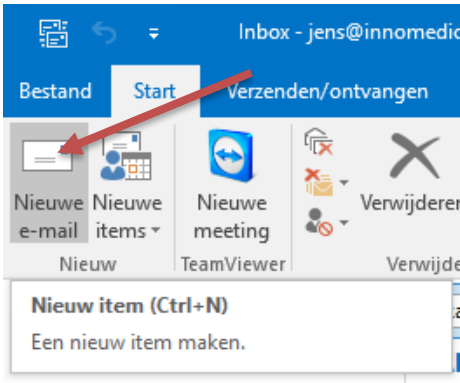 Inbox - jens@innomedic
Bestand Start Verzenden/ontvangen
Nieuwe e-mail
Nieuwe items
Nieuwe meeting
Verwijderen
Nieuw TeamViewer Verwijde
Nieuw item (Ctrl+N)
Een nieuw item maken.